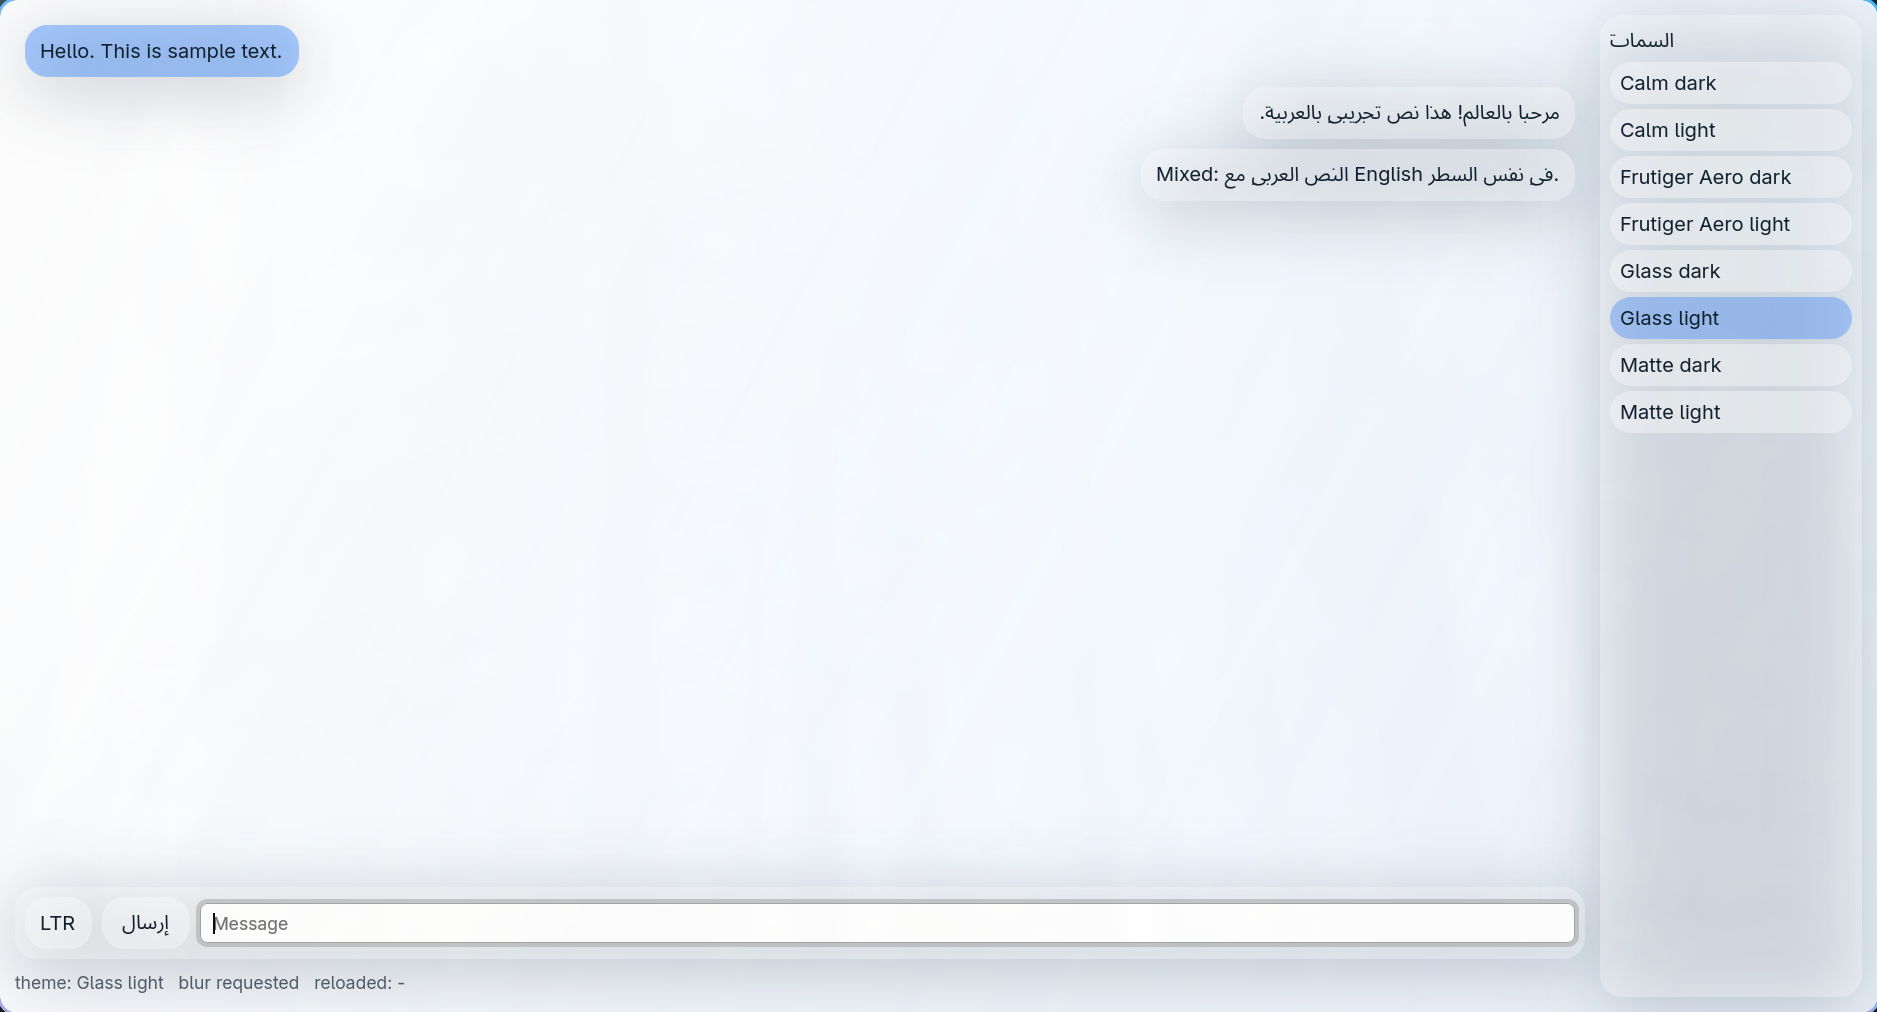 Hello. This is sample text.
مرحبا بالعالم! هذا نص تجريبي بالعربية.
Mixed: النص العربي مع English في نفس السطر.
السمات
Calm dark
Calm light
Frutiger Aero dark
Frutiger Aero light
Glass dark
Glass light
Matte dark
Matte light
LTR
إرسال
Message
theme: Glass light blur requested reloaded: -